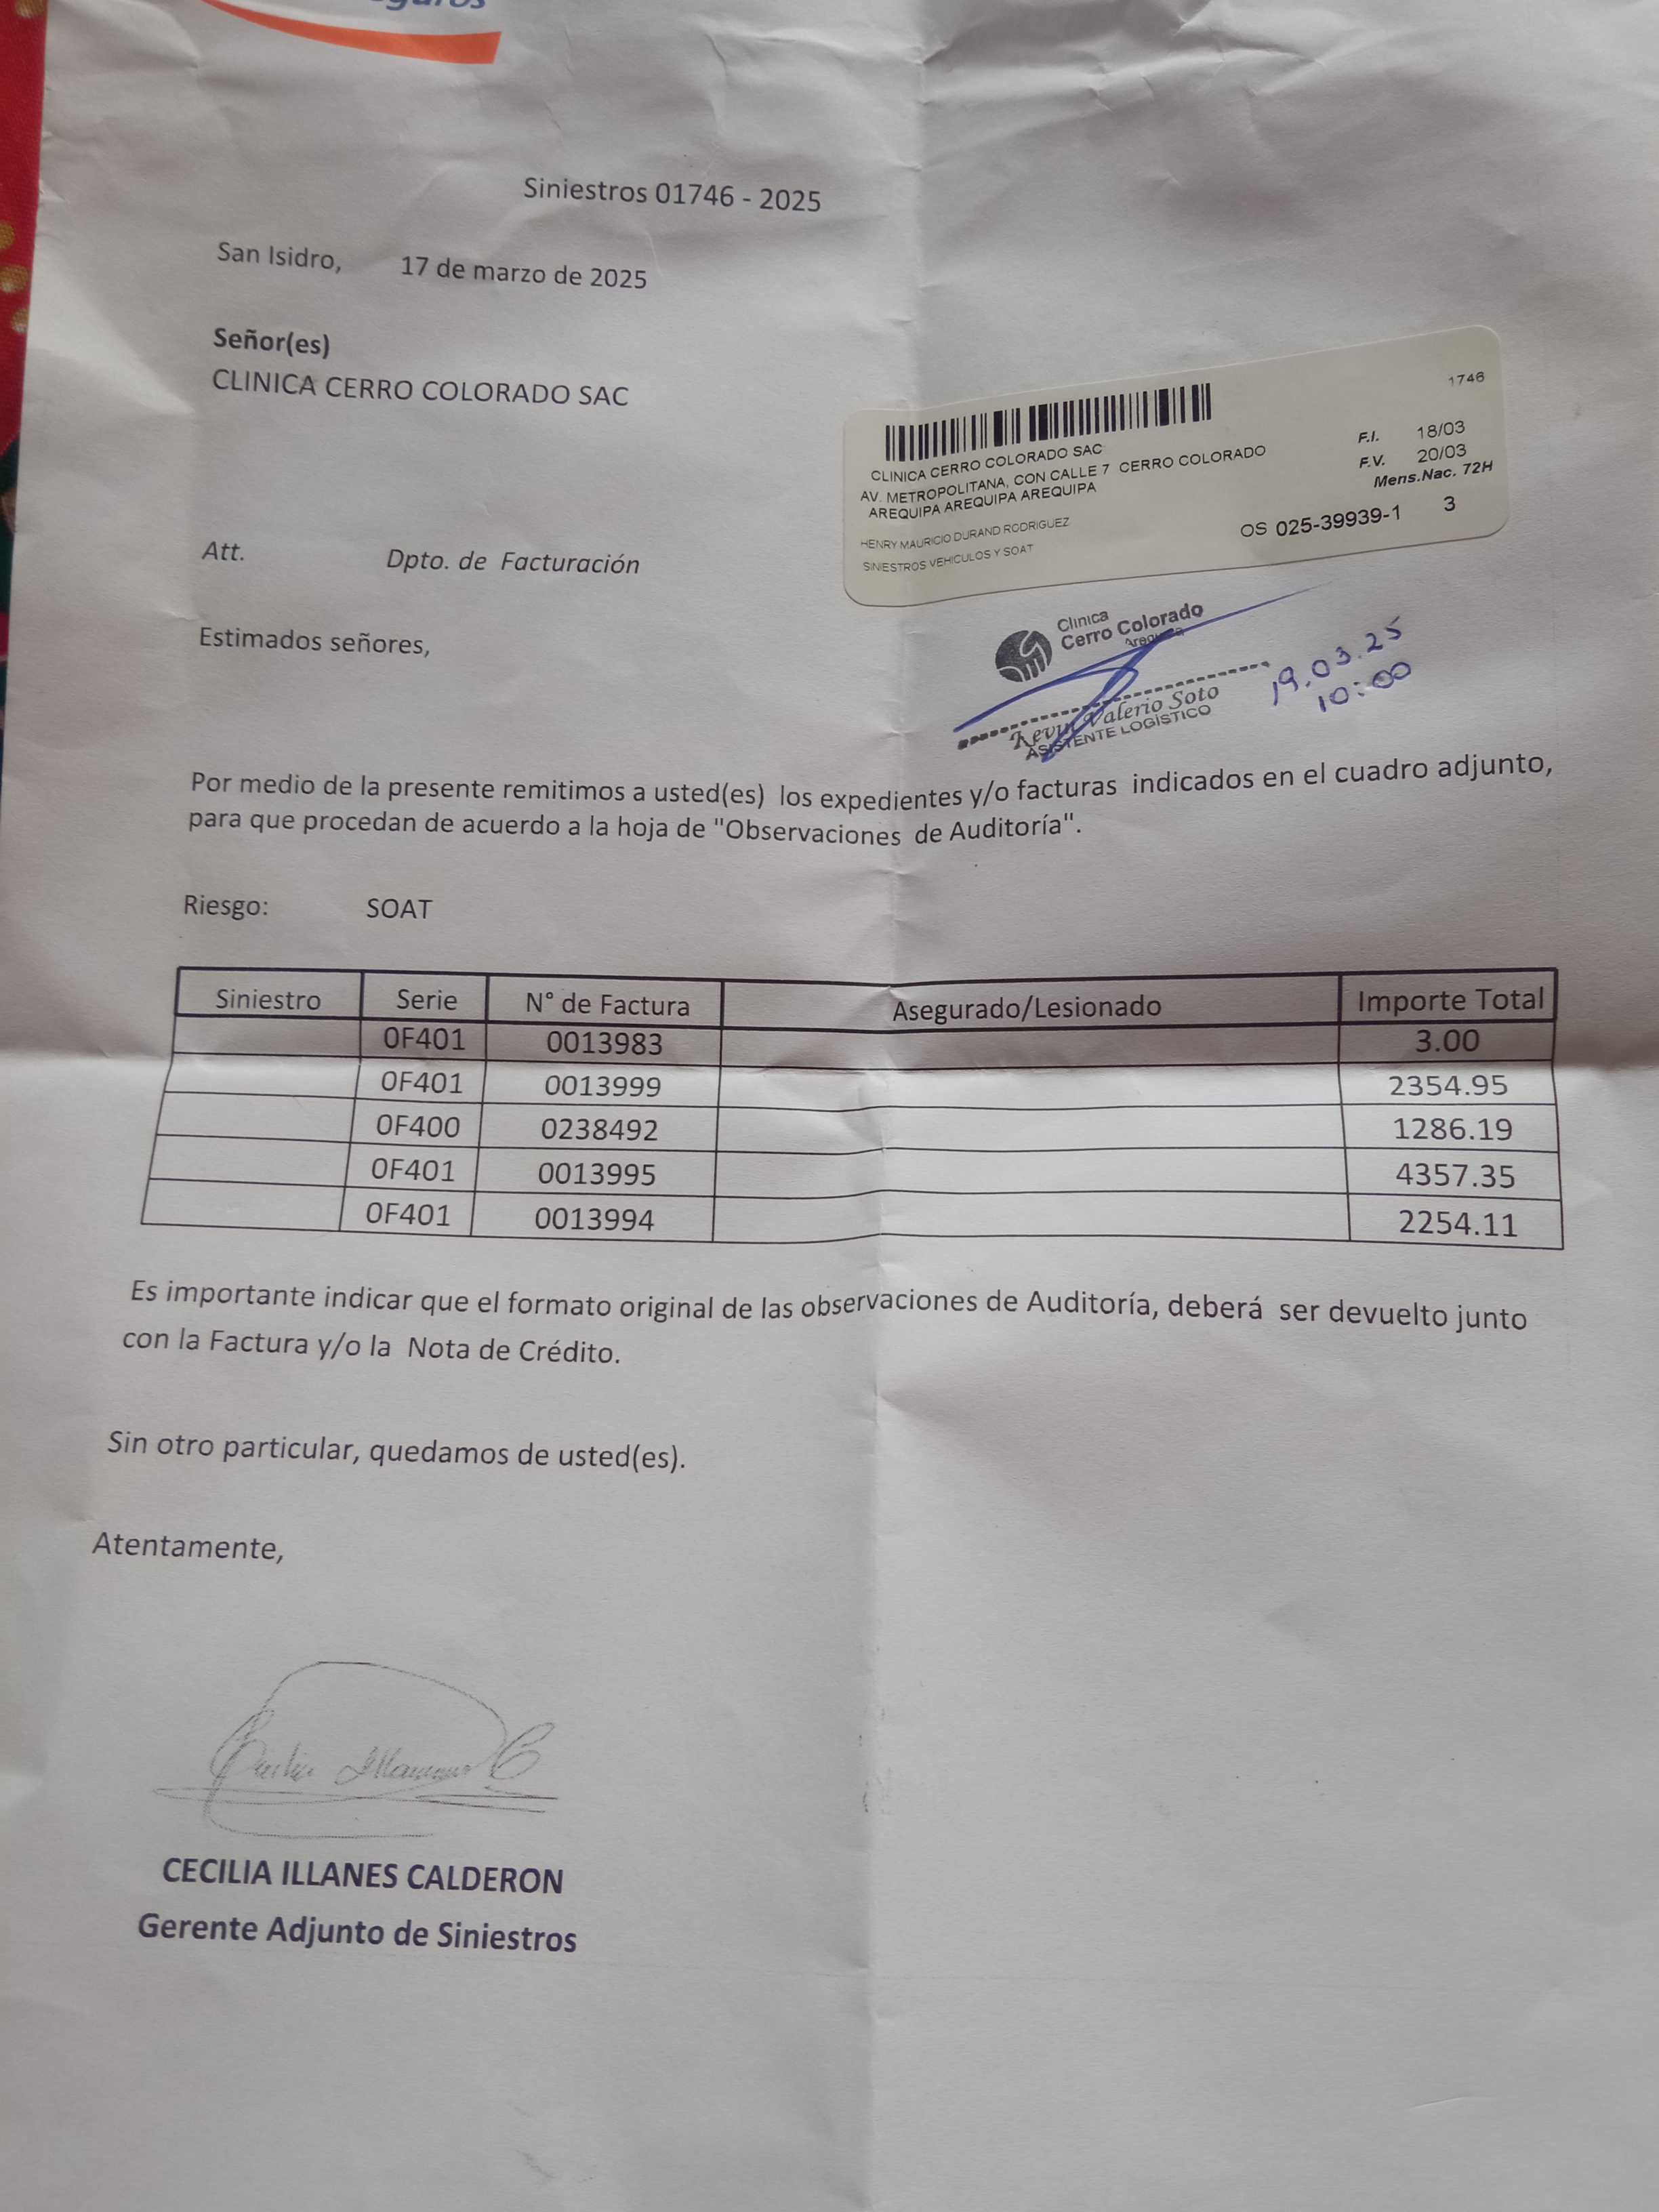 Siniestros 01746 - 2025
San Isidro, 17 de marzo de 2025
Señor(es)
CLINICA CERRO COLORADO SAC
1746
CLINICA CERRO COLORADO SAC
AV. METROPOLITANA, CON CALLE 7 CERRO COLORADO
AREQUIPA AREQUIPA AREQUIPA
HENRY MAURICIO DURAND RODRIGUEZ
SINIESTROS VEHICULOS Y SOAT
F.I. 18/03
F.V. 20/03
Mens.Nac. 72H
OS 025-39939-1 3
Att. Dpto. de Facturación
Clínica
Cerro Colorado
Arequipa
Kevin Valerio Soto
ASISTENTE LOGÍSTICO
19.03.25
10:00
Estimados señores,
Por medio de la presente remitimos a usted(es) los expedientes y/o facturas indicados en el cuadro adjunto,
para que procedan de acuerdo a la hoja de "Observaciones de Auditoría".
Riesgo: SOAT
Siniestro Serie N° de Factura Asegurado/Lesionado Importe Total
0F401 0013983 3.00
0F401 0013999 2354.95
0F400 0238492 1286.19
0F401 0013995 4357.35
0F401 0013994 2254.11
Es importante indicar que el formato original de las observaciones de Auditoría, deberá ser devuelto junto
con la Factura y/o la Nota de Crédito.
Sin otro particular, quedamos de usted(es).
Atentamente,
CECILIA ILLANES CALDERON
Gerente Adjunto de Siniestros